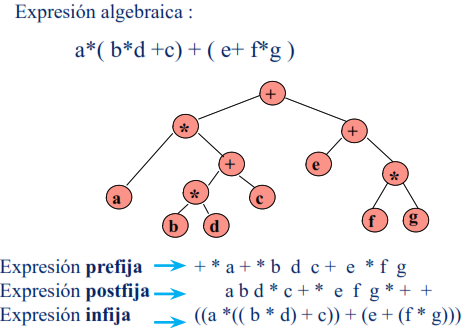 Expresión algebraica :
a*( b*d +c) + ( e+ f*g )
+
*
+
+
e
*
*
a
c
b
d
f
g
Expresión prefija + * a + * b d c + e * f g
Expresión postfija a b d * c + * e f g * + +
Expresión infija ((a *(( b * d) + c)) + (e + (f * g)))